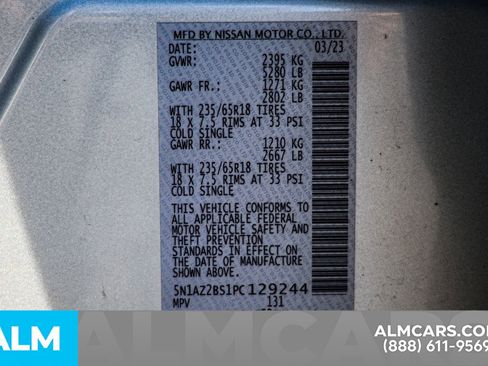 MFD BY NISSAN MOTOR CO., LTD.
DATE: 03/23
GVWR: 2395 KG
5280 LB
GAWR FR.: 1271 KG
2802 LB
WITH 235/65R18 TIRES
18 X 7.5 RIMS AT 33 PSI
COLD SINGLE
GAWR RR.: 1210 KG
2667 LB
WITH 235/65R18 TIRES
18 X 7.5 RIMS AT 33 PSI
COLD SINGLE
THIS VEHICLE CONFORMS TO
ALL APPLICABLE FEDERAL
MOTOR VEHICLE SAFETY AND
THEFT PREVENTION
STANDARDS IN EFFECT ON
THE DATE OF MANUFACTURE
SHOWN ABOVE.
5N1AZ2BS1PC129244
MPV 131
ALM
ALMCARS
ALMCARS.COM
(888) 611-9569